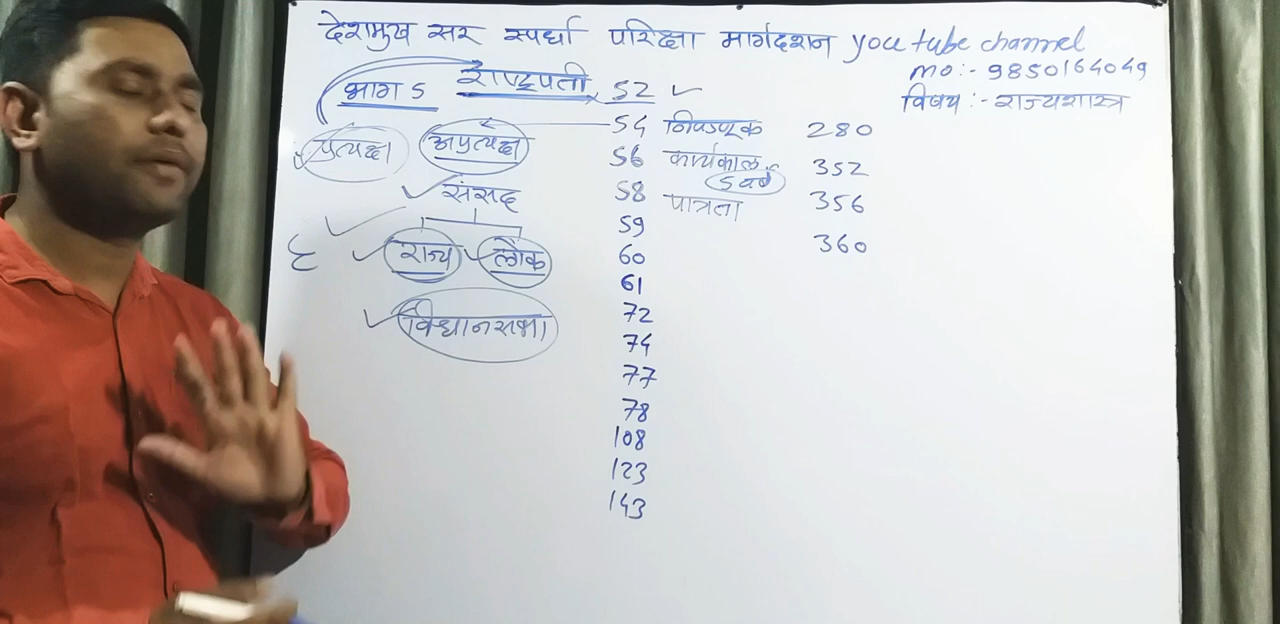 देशमुख सर स्पर्धा परिक्षा मार्गदर्शन you tube channel
mo:- 9850164049
विषय:- राज्यशास्त्र
भाग 5 राष्ट्रपती 52
54 निवडणूक 280
प्रत्यक्ष अप्रत्यक्ष
56 कार्यकाल 352
5 वर्ष
संसद 58 पात्रता 356
59
राज्य लोक 60 360
61
विधानसभा 72
74
77
78
108
123
143